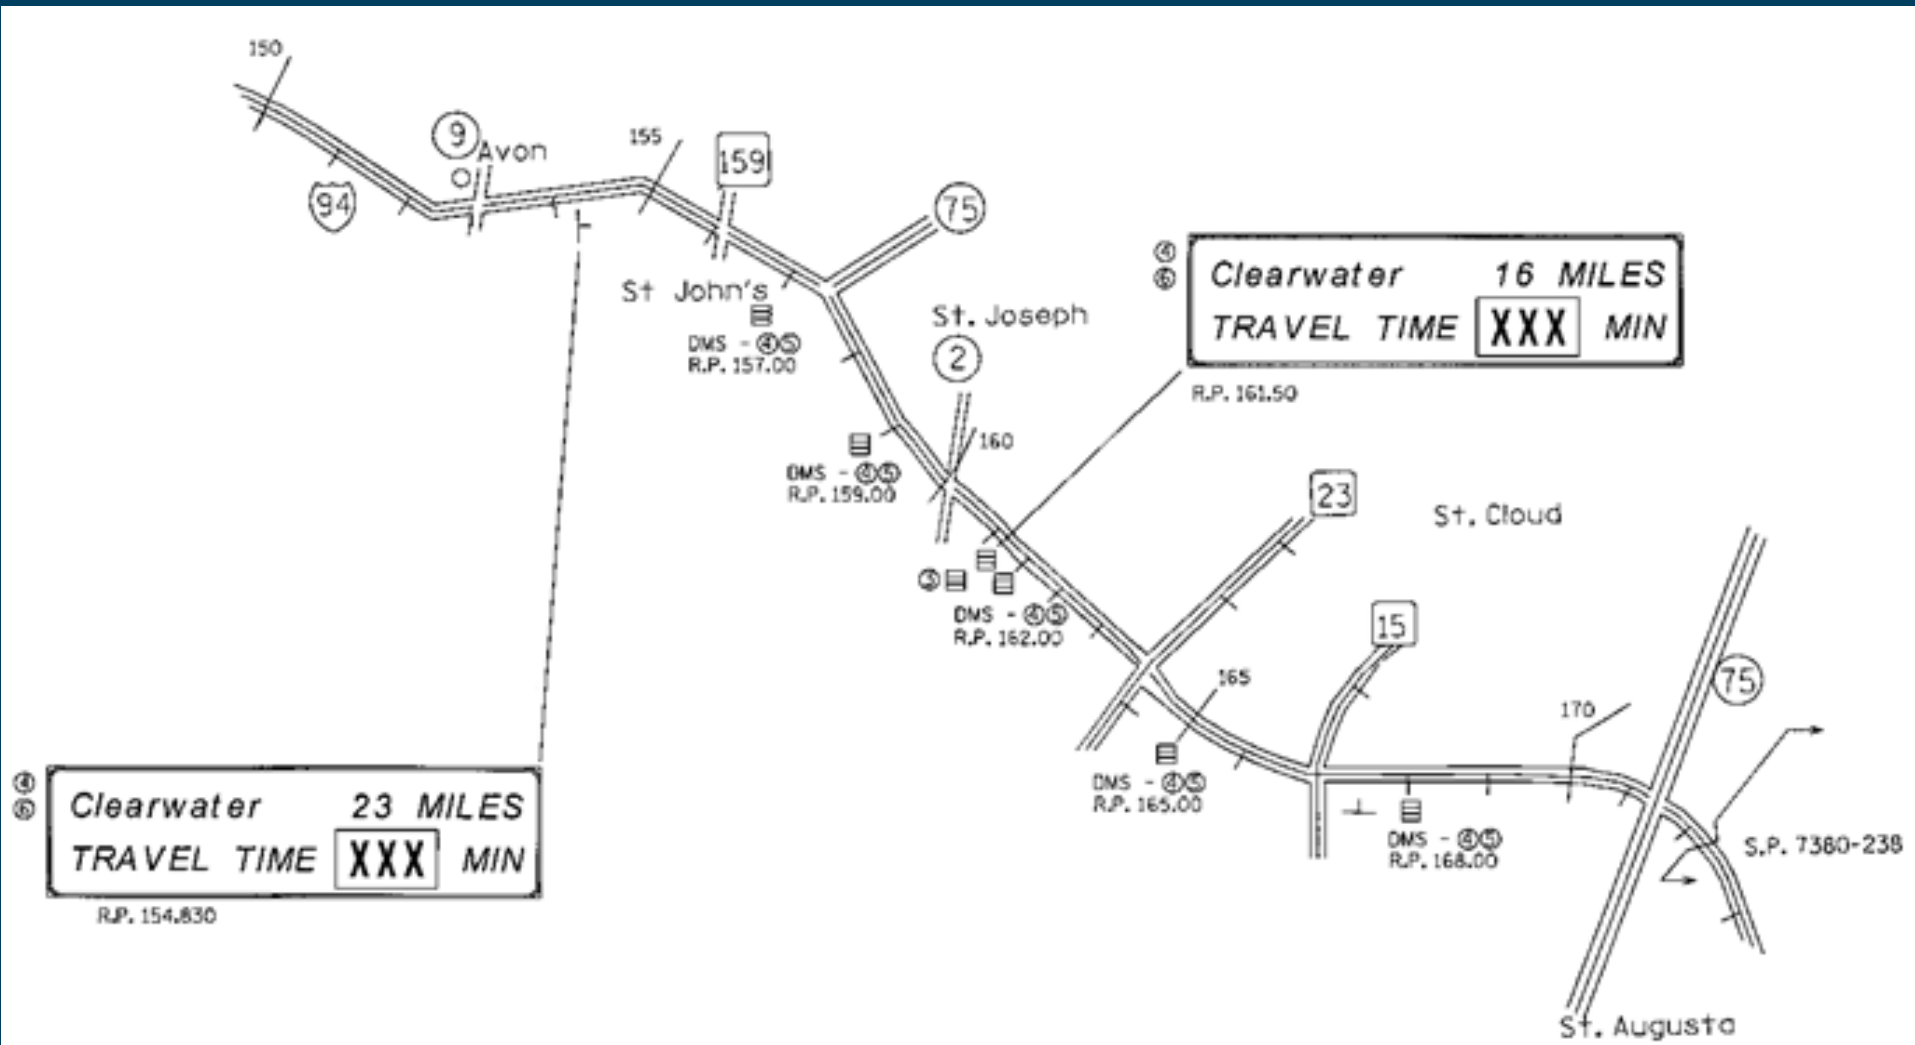 150
9
Avon
94
155
159
75
St John's
DMS - ④⑤
R.P. 157.00
St. Joseph
2
④
⑥
Clearwater 16 MILES
TRAVEL TIME XXX MIN
R.P. 161.50
160
DMS - ④⑤
R.P. 159.00
23
St. Cloud
③
DMS - ④⑤
R.P. 162.00
15
165
75
170
DMS - ④⑤
R.P. 165.00
④
⑥
Clearwater 23 MILES
TRAVEL TIME XXX MIN
R.P. 154.830
DMS - ④⑤
R.P. 168.00
S.P. 7380-238
St. Augusta